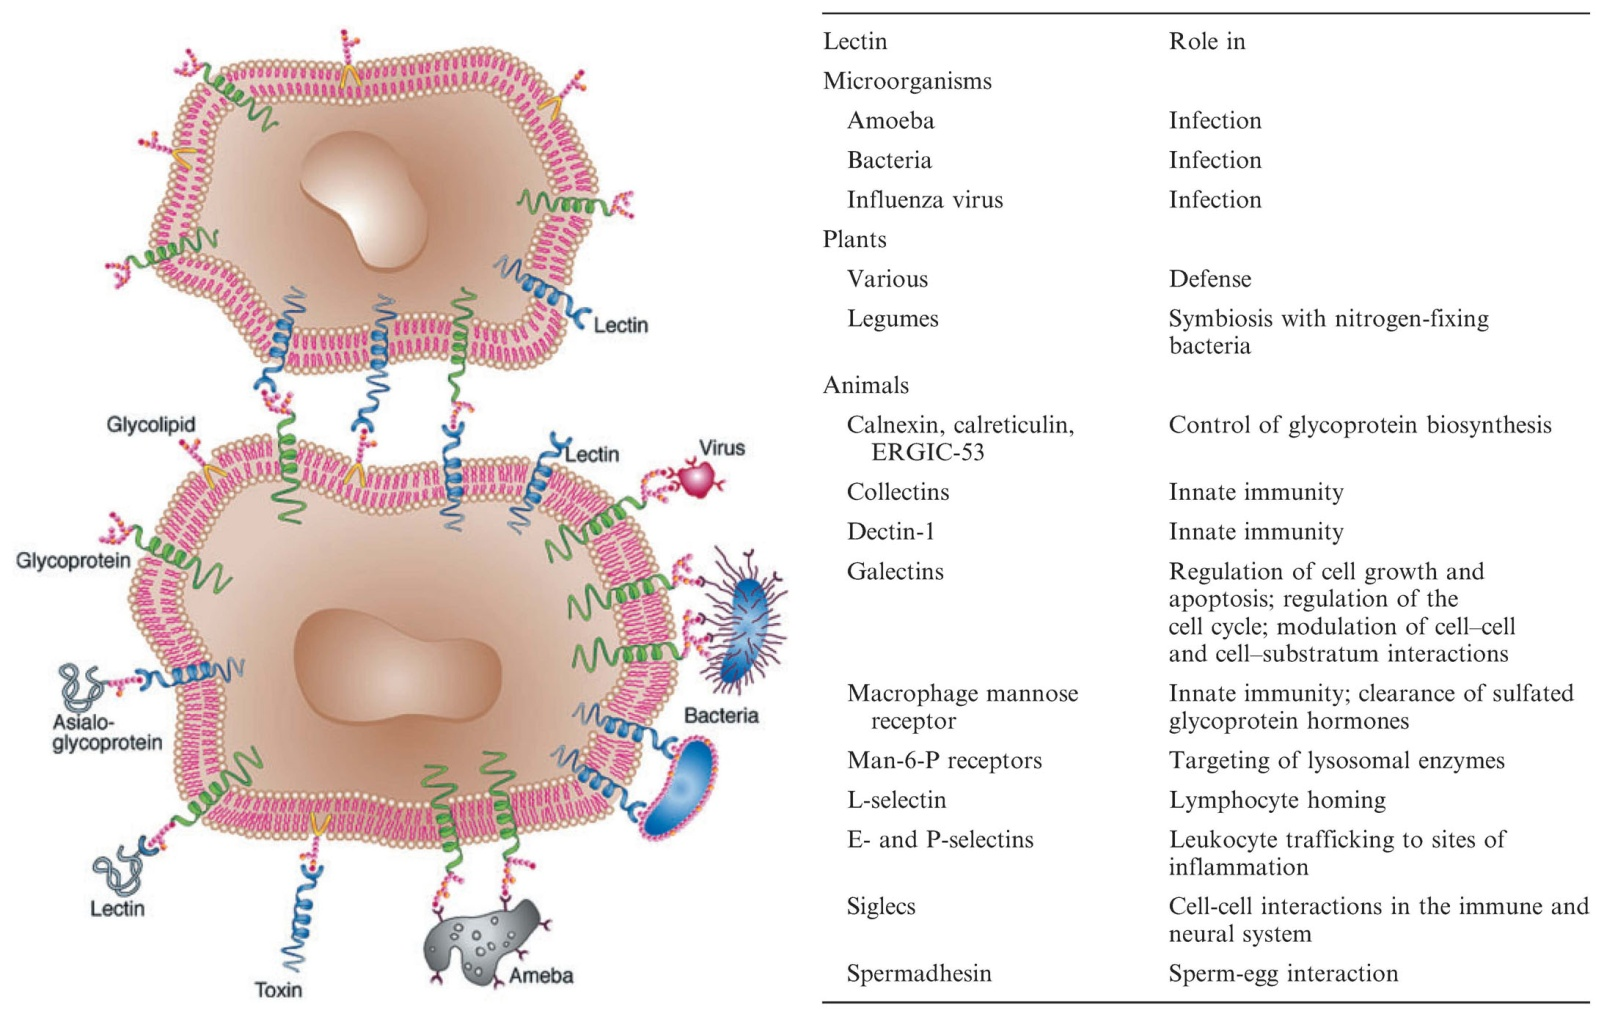 Lectin
Glycolipid
Lectin
Virus
Glycoprotein
Bacteria
Asialo-
glycoprotein
Lectin
Toxin
Ameba
Lectin Role in
Microorganisms
Amoeba Infection
Bacteria Infection
Influenza virus Infection
Plants
Various Defense
Legumes Symbiosis with nitrogen-fixing
bacteria
Animals
Calnexin, calreticulin, Control of glycoprotein biosynthesis
ERGIC-53
Collectins Innate immunity
Dectin-1 Innate immunity
Galectins Regulation of cell growth and
apoptosis; regulation of the
cell cycle; modulation of cell–cell
and cell–substratum interactions
Macrophage mannose Innate immunity; clearance of sulfated
receptor glycoprotein hormones
Man-6-P receptors Targeting of lysosomal enzymes
L-selectin Lymphocyte homing
E- and P-selectins Leukocyte trafficking to sites of
inflammation
Siglecs Cell-cell interactions in the immune and
neural system
Spermadhesin Sperm-egg interaction